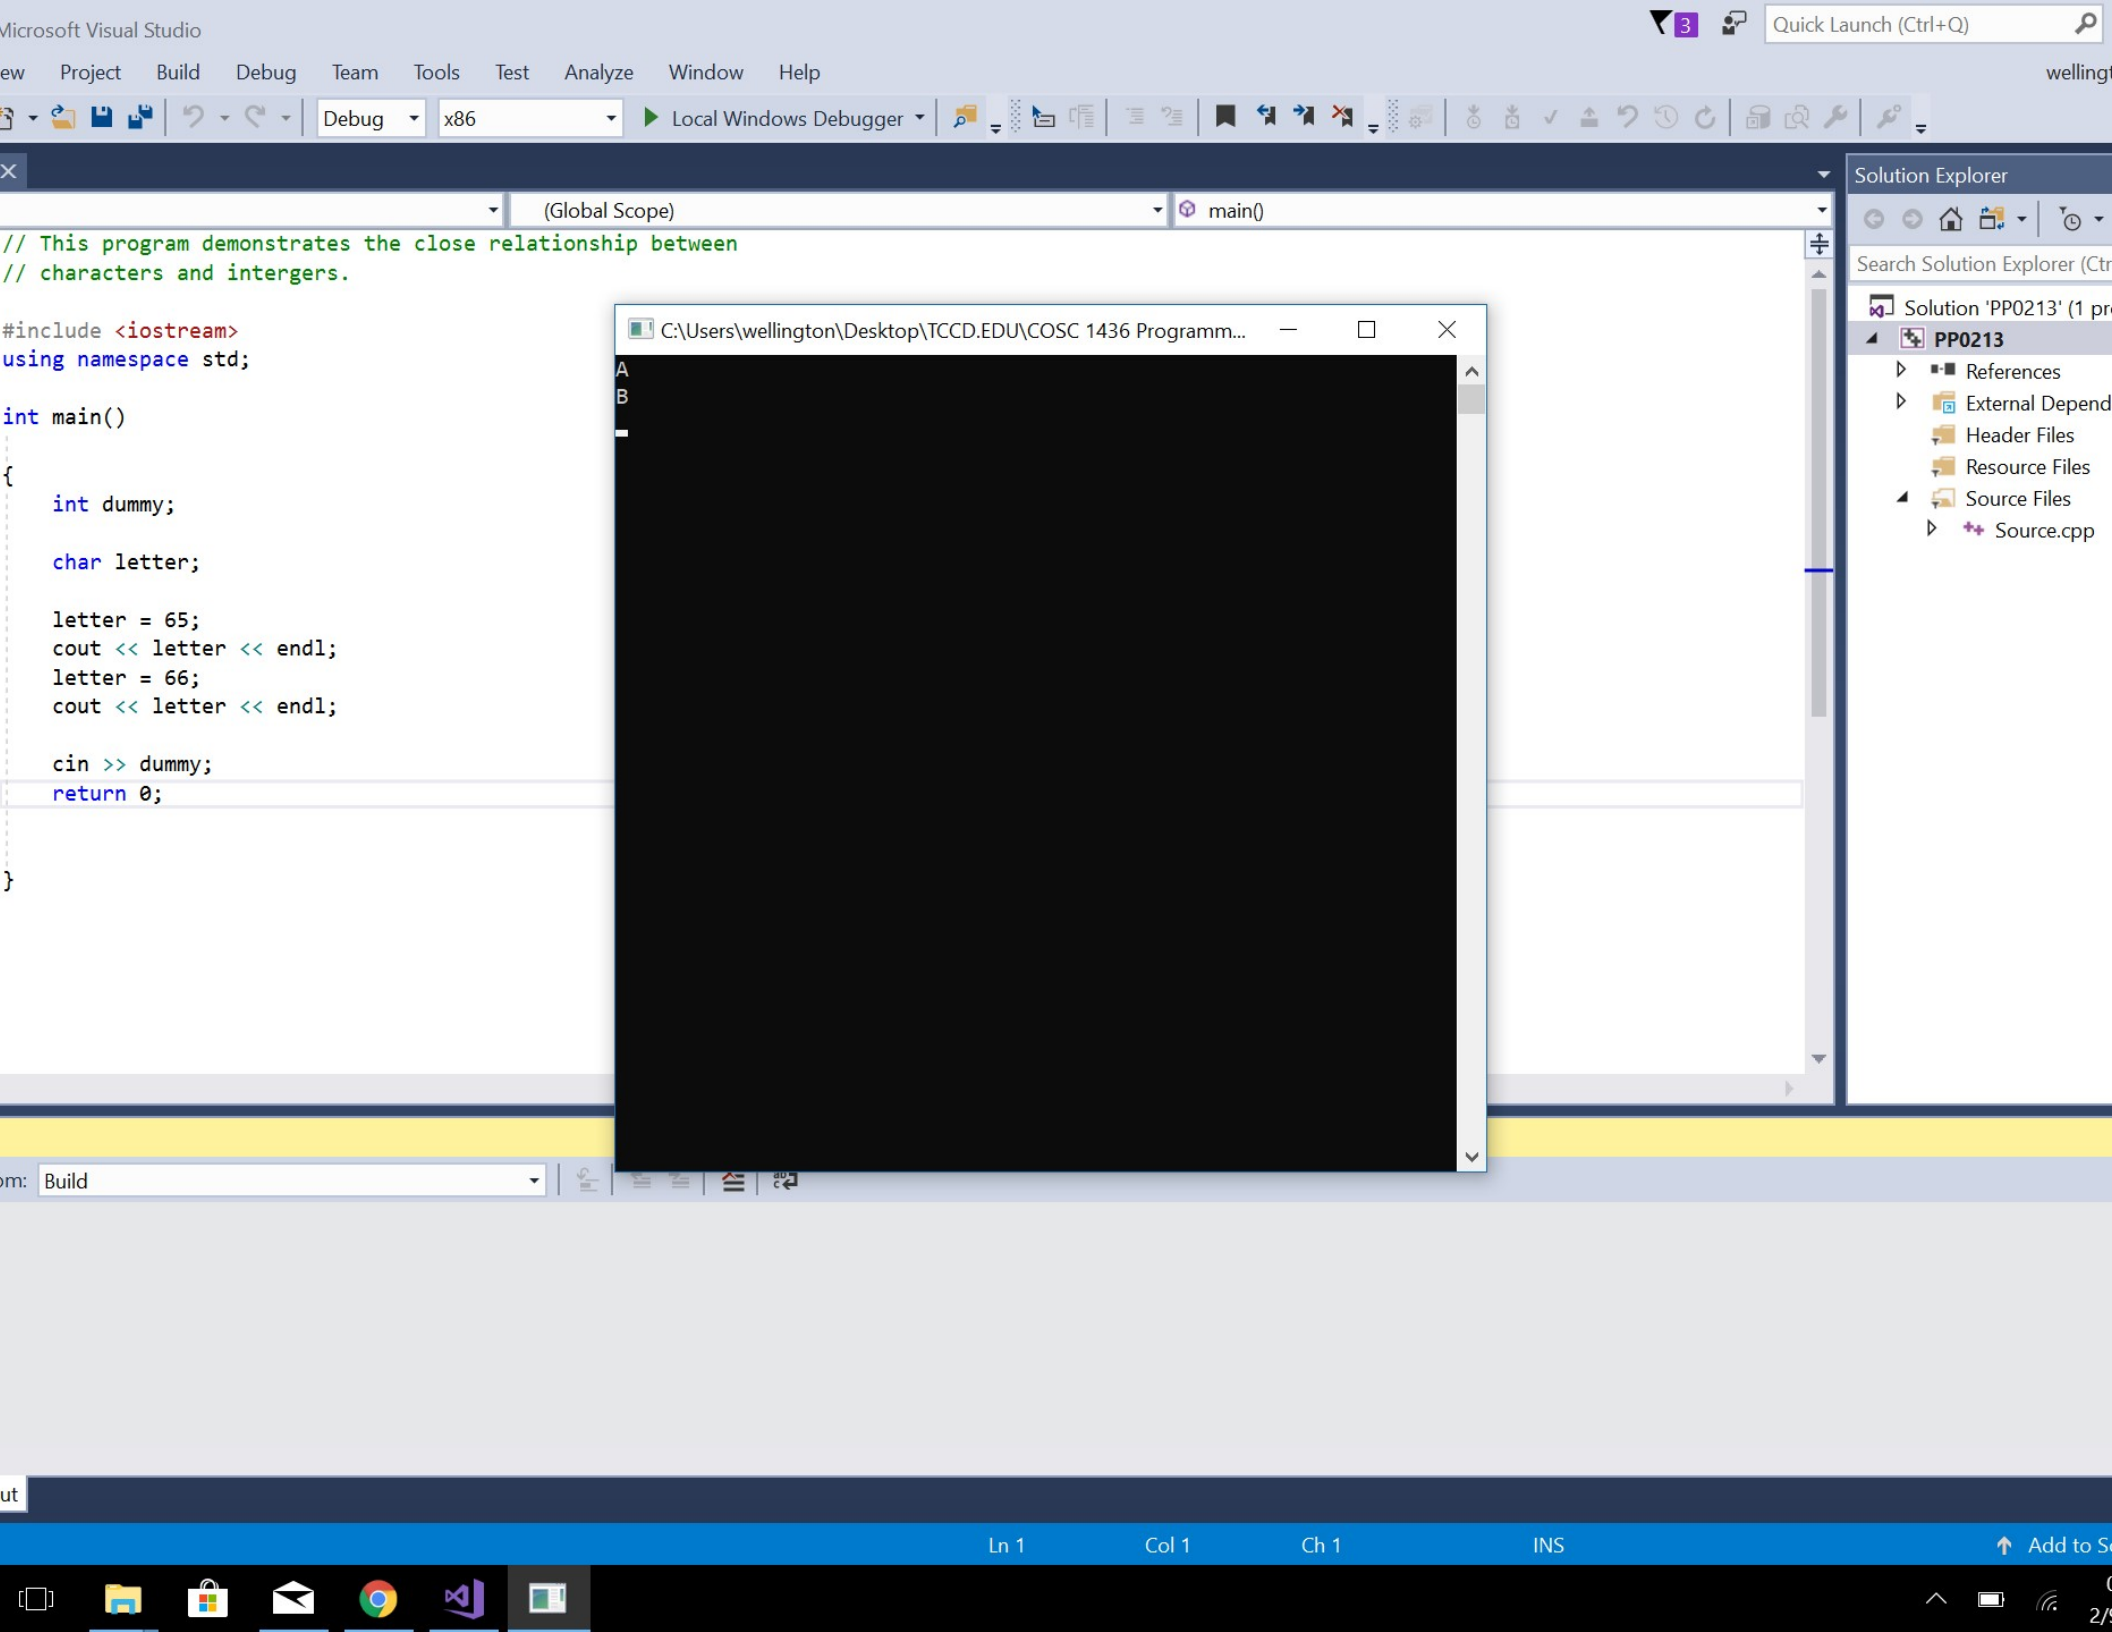 Microsoft Visual Studio
3
Quick Launch (Ctrl+Q)
ew Project Build Debug Team Tools Test Analyze Window Help
wellingt
Debug x86 Local Windows Debugger
(Global Scope) main()
Solution Explorer
Search Solution Explorer (Ctr
Solution 'PP0213' (1 pr
PP0213
References
External Depend
Header Files
Resource Files
Source Files
Source.cpp
// This program demonstrates the close relationship between
// characters and intergers.
#include <iostream>
using namespace std;
int main()
{
int dummy;
char letter;
letter = 65;
cout << letter << endl;
letter = 66;
cout << letter << endl;
cin >> dummy;
return 0;
}
C:\Users\wellington\Desktop\TCCD.EDU\COSC 1436 Programm...
A
B
om: Build
ut
Ln 1 Col 1 Ch 1 INS
Add to S
2/9